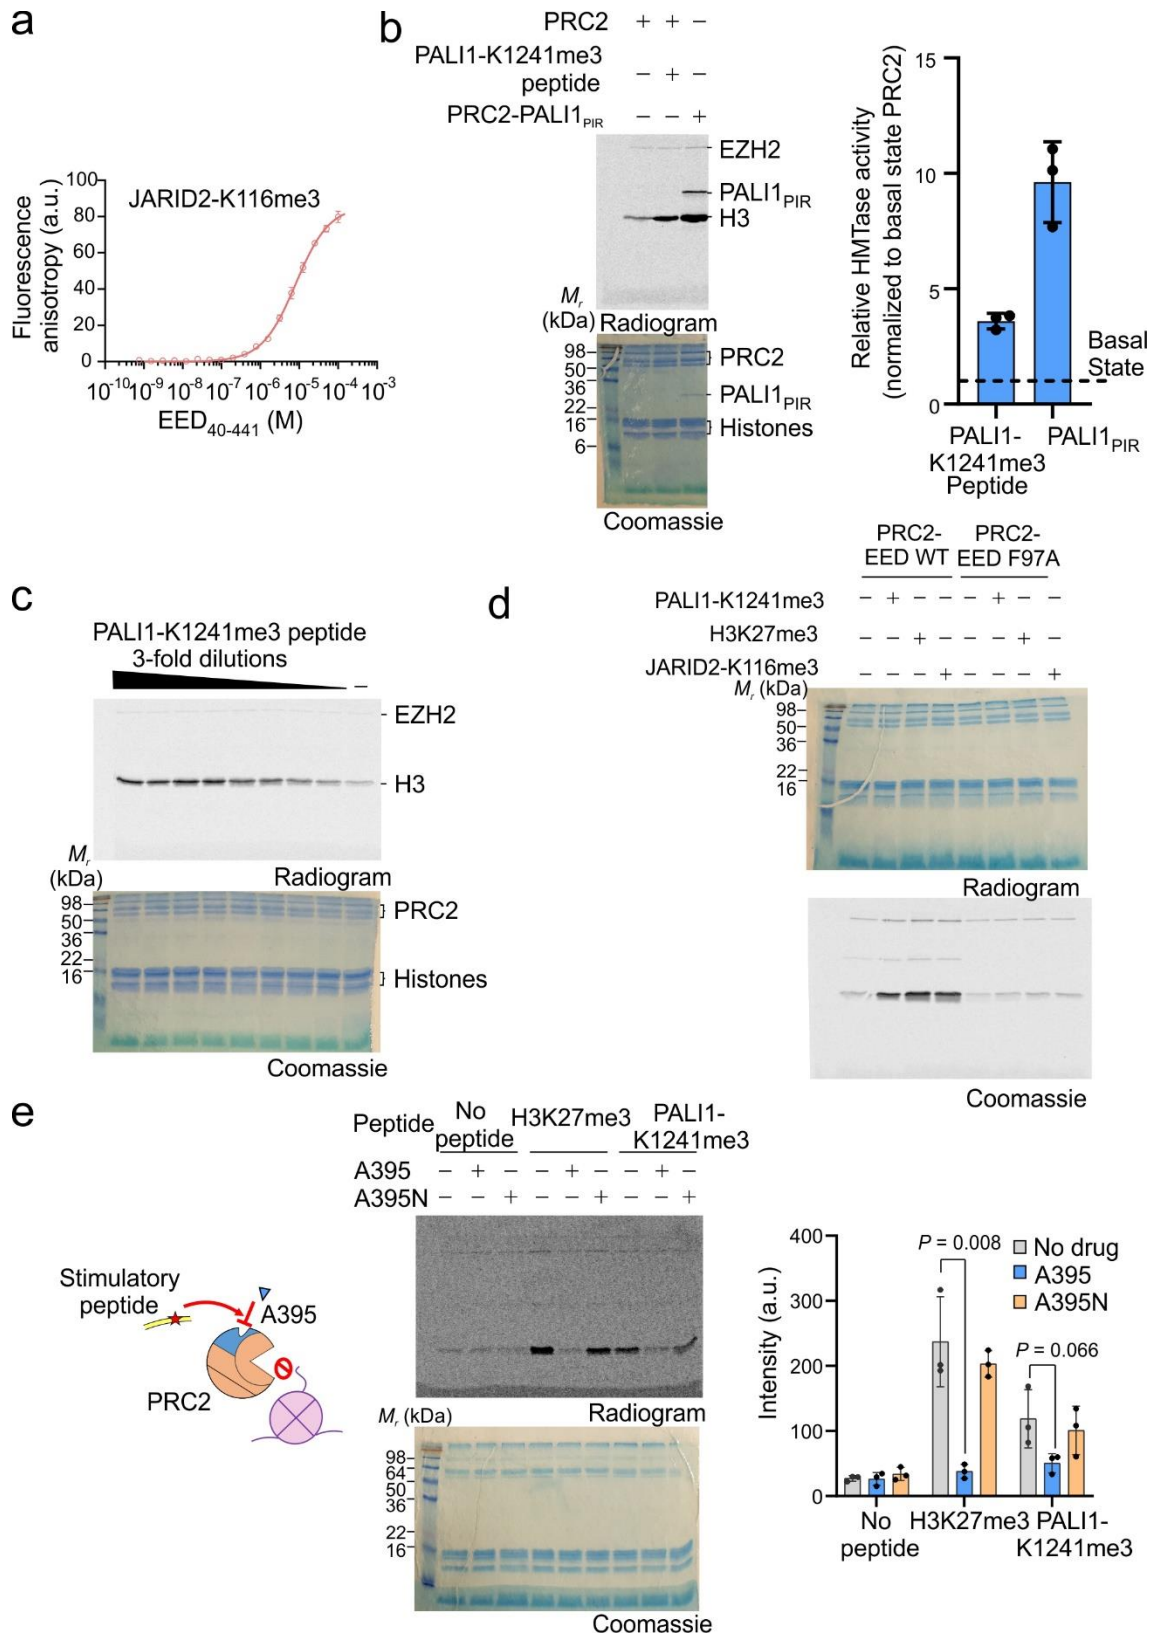 a
JARID2-K116me3
Fluorescence
anisotropy (a.u.)
100
80
60
40
20
0
10⁻¹⁰ 10⁻⁹ 10⁻⁸ 10⁻⁷ 10⁻⁶ 10⁻⁵ 10⁻⁴ 10⁻³
EED₄₀₋₄₄₁ (M)
b
PRC2 + + −
PALI1-K1241me3
peptide − + −
PRC2-PALI1PIR − − +
EZH2
PALI1PIR
H3
Mr
(kDa)
Radiogram
98
50
36
22
16
6
PRC2
PALI1PIR
Histones
Coomassie
Relative HMTase activity
(normalized to basal state PRC2)
15
10
5
0
Basal
State
PALI1-
K1241me3
Peptide
PALI1PIR
c
PALI1-K1241me3 peptide
3-fold dilutions
−
EZH2
H3
Mr
(kDa)
Radiogram
98
50
36
22
16
PRC2
Histones
Coomassie
d
PRC2-
EED WT
PRC2-
EED F97A
PALI1-K1241me3 − + − − − + − −
H3K27me3 − − + − − − + −
JARID2-K116me3 − − − + − − − +
Mr (kDa)
98
50
36
22
16
Radiogram
Coomassie
e
Stimulatory
peptide
A395
PRC2
Peptide
No
peptide
H3K27me3
PALI1-
K1241me3
A395 − + − − + − − + −
A395N − − + − − + − − +
Radiogram
Mr (kDa)
98
64
50
36
22
16
Coomassie
Intensity (a.u.)
400
300
200
100
0
P = 0.008
P = 0.066
No drug
A395
A395N
No
peptide
H3K27me3
PALI1-
K1241me3